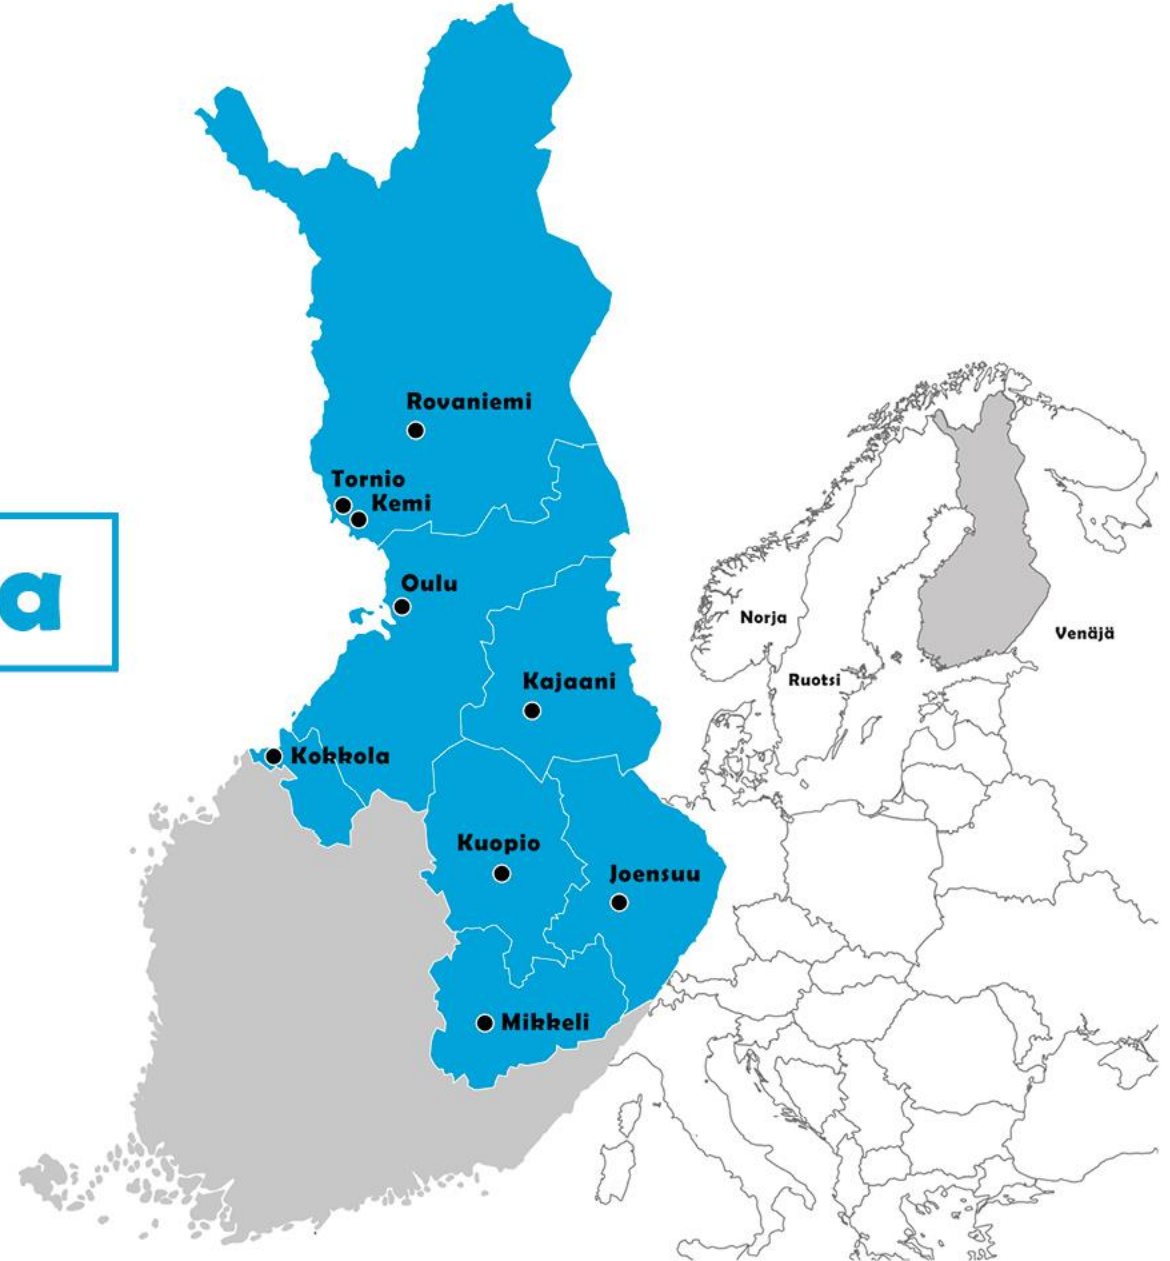 a
Rovaniemi
Tornio
Kemi
Oulu
Kajaani
Kokkola
Kuopio
Joensuu
Mikkeli
Norja
Ruotsi
Venäjä